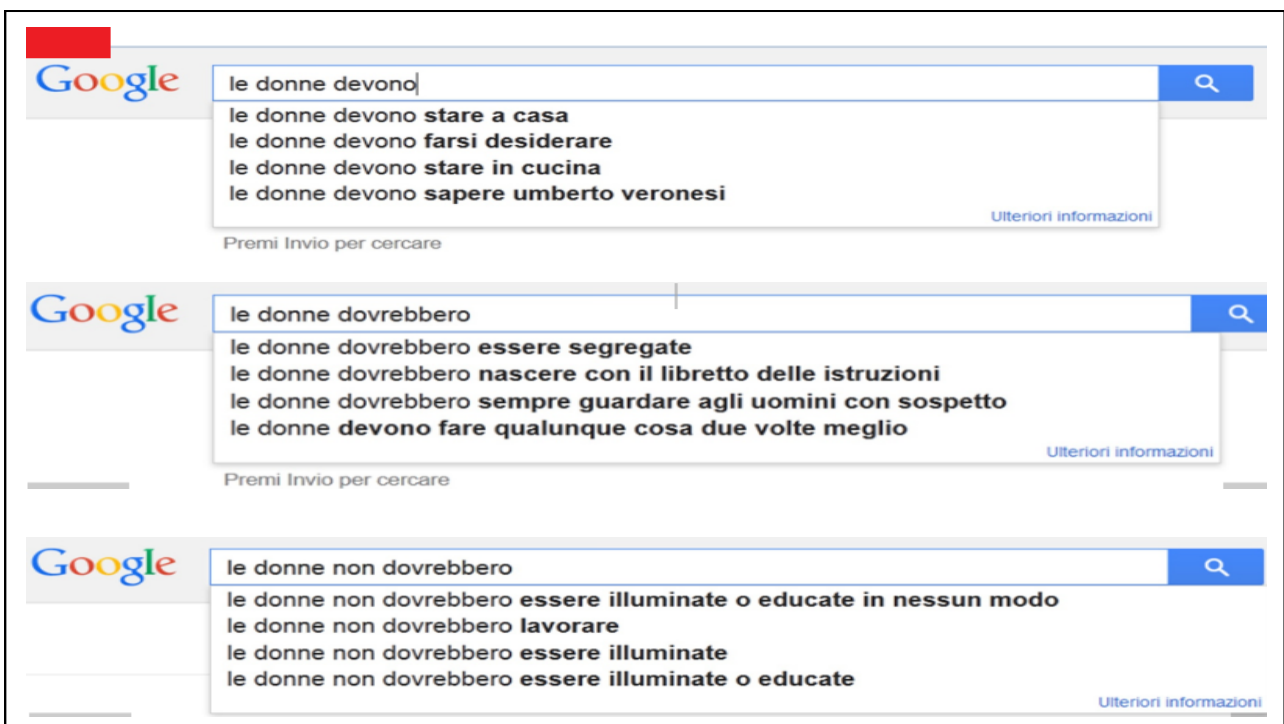 Google le donne devono
le donne devono stare a casa
le donne devono farsi desiderare
le donne devono stare in cucina
le donne devono sapere umberto veronesi
Ulteriori informazioni
Premi Invio per cercare
Google le donne dovrebbero
le donne dovrebbero essere segregate
le donne dovrebbero nascere con il libretto delle istruzioni
le donne dovrebbero sempre guardare agli uomini con sospetto
le donne devono fare qualunque cosa due volte meglio
Ulteriori informazioni
Premi Invio per cercare
Google le donne non dovrebbero
le donne non dovrebbero essere illuminate o educate in nessun modo
le donne non dovrebbero lavorare
le donne non dovrebbero essere illuminate
le donne non dovrebbero essere illuminate o educate
Ulteriori informazioni